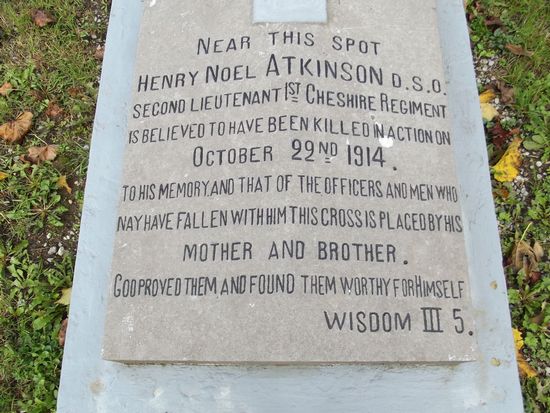 NEAR THIS SPOT
HENRY NOEL ATKINSON D.S.O.
SECOND LIEUTENANT 1ST CHESHIRE REGIMENT
IS BELIEVED TO HAVE BEEN KILLED IN ACTION ON
OCTOBER 22ND 1914.
TO HIS MEMORY, AND THAT OF THE OFFICERS, AND MEN WHO
NAY HAVE FALLEN WITH HIM THIS CROSS IS PLACED BY HIS
MOTHER AND BROTHER.
GOD PROVED THEM, AND FOUND THEM WORTHY FOR HIMSELF
WISDOM III 5.